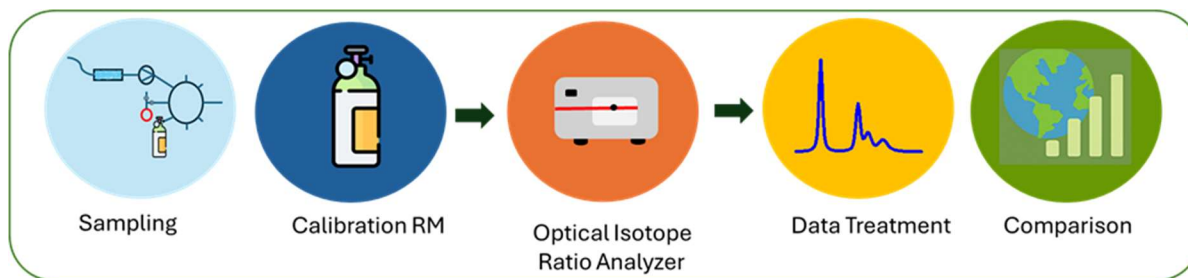 Sampling
Calibration RM
Optical Isotope
Ratio Analyzer
Data Treatment
Comparison